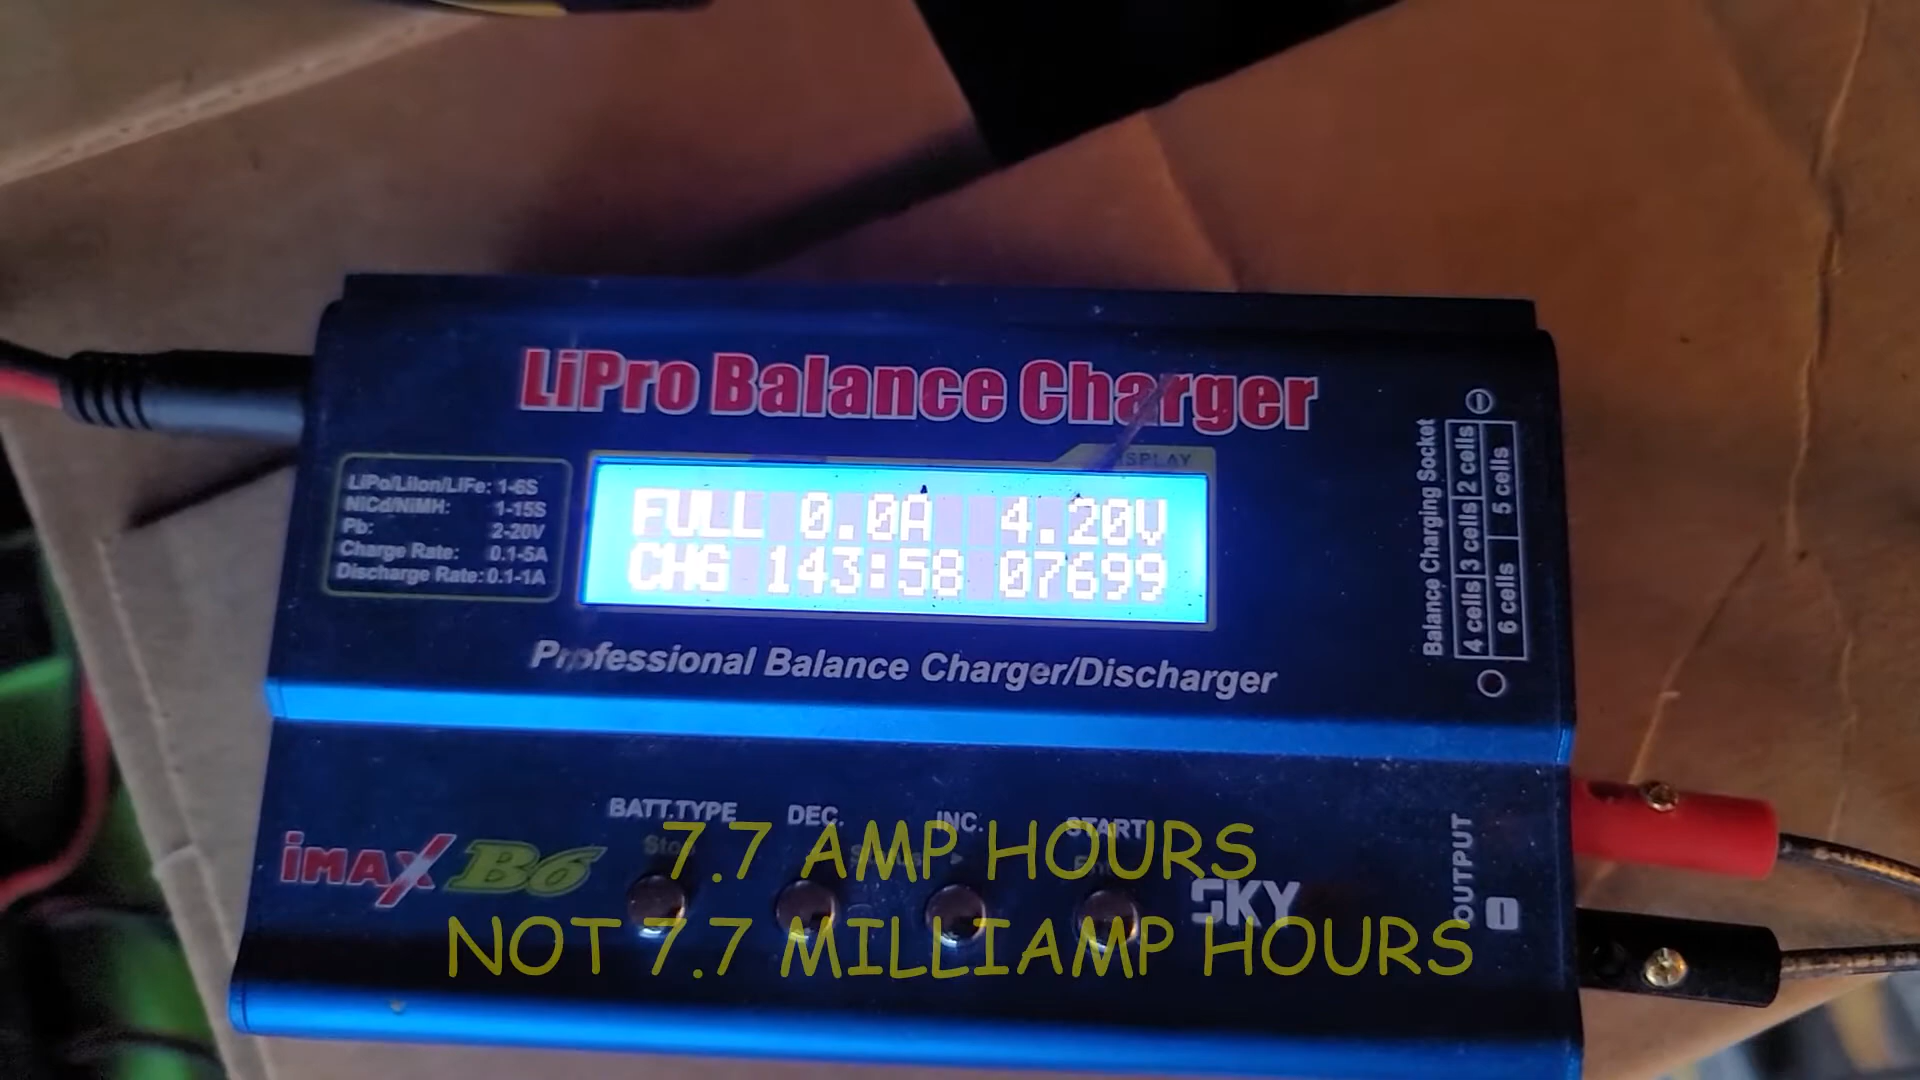 LiPro Balance Charger
DISPLAY
LiPo/LiIon/LiFe: 1-6S
NiCd/NiMH: 1-15S
Pb: 2-20V
Charge Rate: 0.1-5A
Discharge Rate: 0.1-1A
FULL 0.0A 4.20V
CHG 143:58 07699
Balance Charging Socket
4 cells 3 cells 2 cells
6 cells 5 cells
Professional Balance Charger/Discharger
BATT.TYPE DEC. INC. START
Stop
iMAX B6
SKY
OUTPUT
7.7 AMP HOURS
NOT 7.7 MILLIAMP HOURS